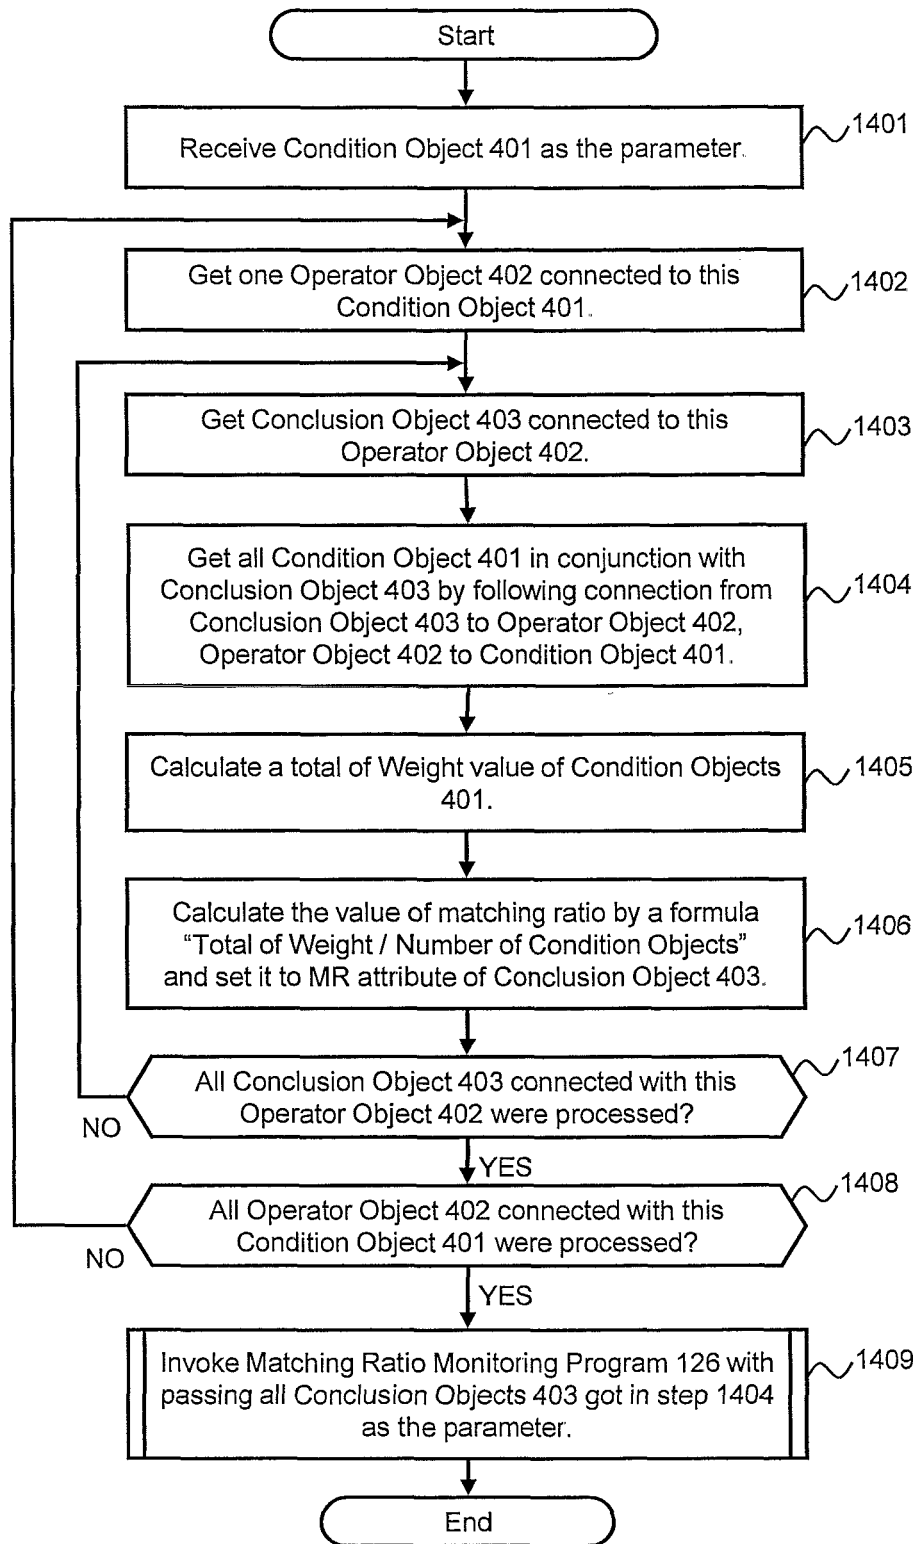 Start
Receive Condition Object 401 as the parameter.
1401
Get one Operator Object 402 connected to this
Condition Object 401.
1402
Get Conclusion Object 403 connected to this
Operator Object 402.
1403
Get all Condition Object 401 in conjunction with
Conclusion Object 403 by following connection from
Conclusion Object 403 to Operator Object 402,
Operator Object 402 to Condition Object 401.
1404
Calculate a total of Weight value of Condition Objects
401.
1405
Calculate the value of matching ratio by a formula
“Total of Weight / Number of Condition Objects”
and set it to MR attribute of Conclusion Object 403.
1406
All Conclusion Object 403 connected with this
Operator Object 402 were processed?
1407
NO
YES
All Operator Object 402 connected with this
Condition Object 401 were processed?
1408
NO
YES
Invoke Matching Ratio Monitoring Program 126 with
passing all Conclusion Objects 403 got in step 1404
as the parameter.
1409
End